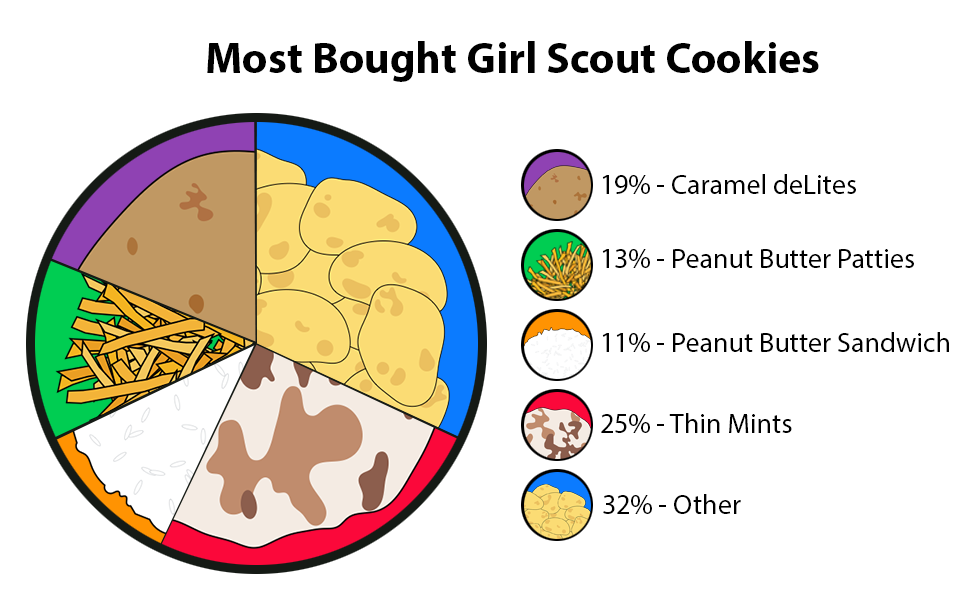 Most Bought Girl Scout Cookies
19% - Caramel deLites
13% - Peanut Butter Patties
11% - Peanut Butter Sandwich
25% - Thin Mints
32% - Other